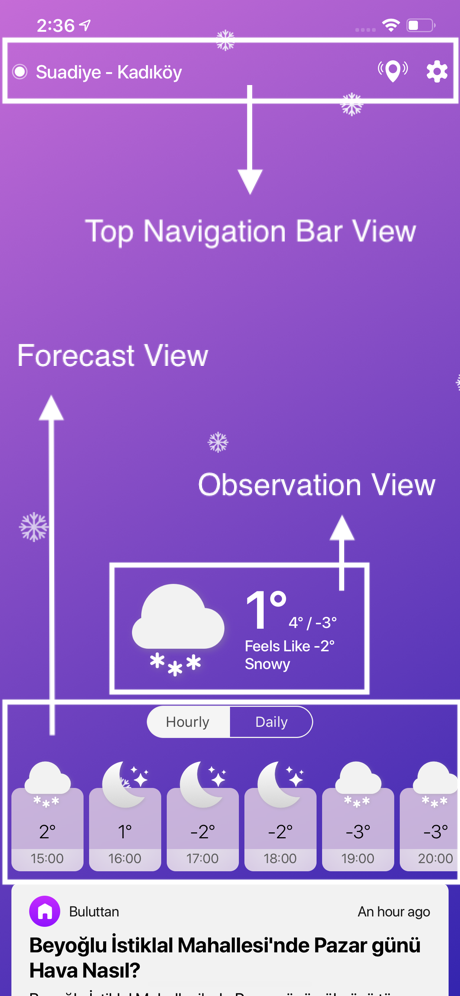 2:36
Suadiye - Kadıköy
Top Navigation Bar View
Forecast View
Observation View
1°
4° / -3°
Feels Like -2°
Snowy
Hourly Daily
2° 1° -2° -2° -3° -3°
15:00 16:00 17:00 18:00 19:00 20:00
Buluttan An hour ago
Beyoğlu İstiklal Mahallesi'nde Pazar günü
Hava Nasıl?